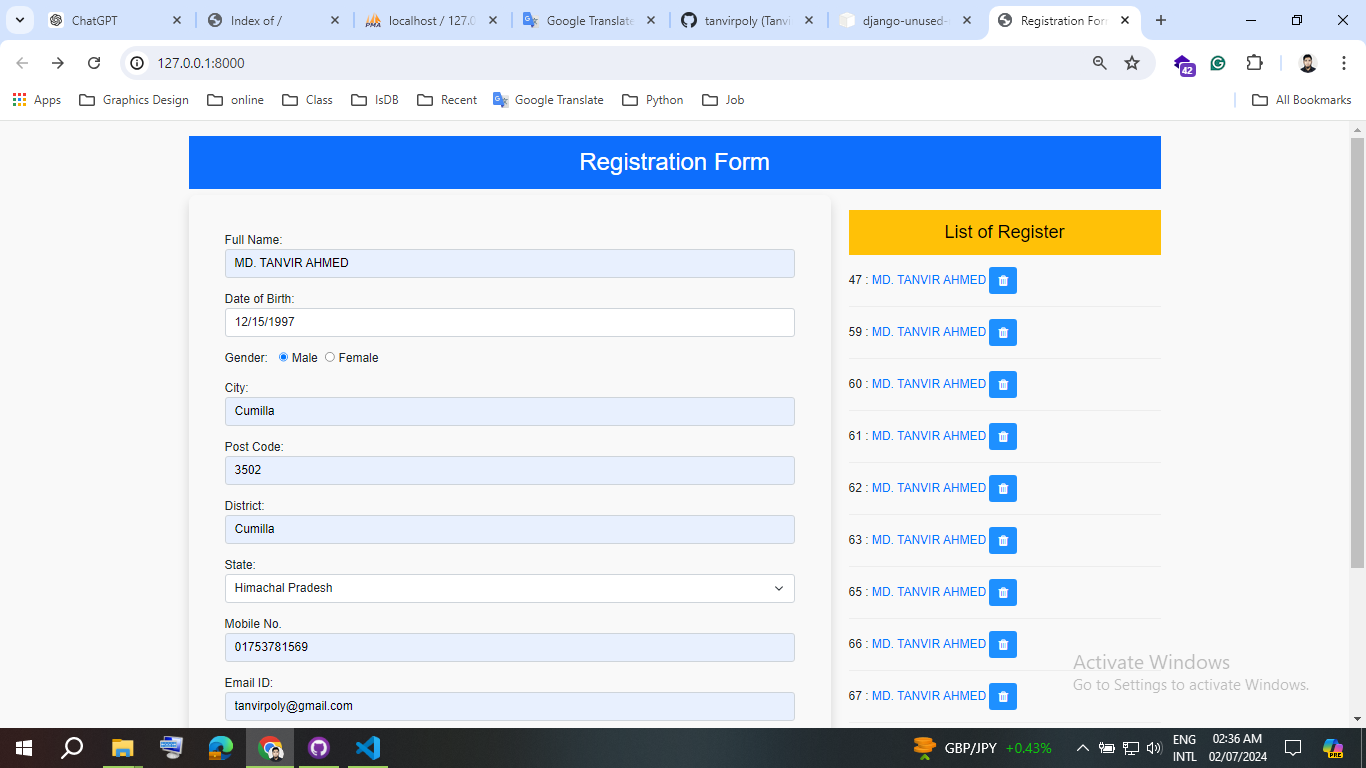 ChatGPT
Index of /
localhost / 127.0
Google Translate
tanvirpoly (Tanvi
django-unused-
Registration For
127.0.0.1:8000
42
Apps
Graphics Design
online
Class
IsDB
Recent
Google Translate
Python
Job
All Bookmarks
Registration Form
Full Name:
MD. TANVIR AHMED
Date of Birth:
12/15/1997
Gender: Male Female
City:
Cumilla
Post Code:
3502
District:
Cumilla
State:
Himachal Pradesh
Mobile No.
01753781569
Email ID:
tanvirpoly@gmail.com
List of Register
47 : MD. TANVIR AHMED
59 : MD. TANVIR AHMED
60 : MD. TANVIR AHMED
61 : MD. TANVIR AHMED
62 : MD. TANVIR AHMED
63 : MD. TANVIR AHMED
65 : MD. TANVIR AHMED
66 : MD. TANVIR AHMED
67 : MD. TANVIR AHMED
Activate Windows
Go to Settings to activate Windows.
GBP/JPY +0.43%
ENG
INTL
02:36 AM
02/07/2024
PRE